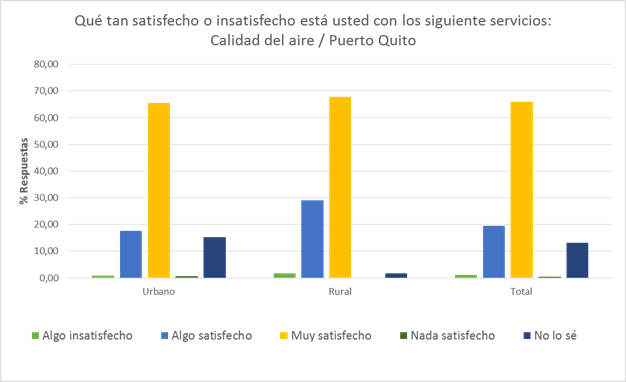 Qué tan satisfecho o insatisfecho está usted con los siguiente servicios:
Calidad del aire / Puerto Quito
80,00
70,00
60,00
50,00
40,00
30,00
20,00
10,00
0,00
% Respuestas
Urbano
Rural
Total
Algo insatisfecho
Algo satisfecho
Muy satisfecho
Nada satisfecho
No lo sé